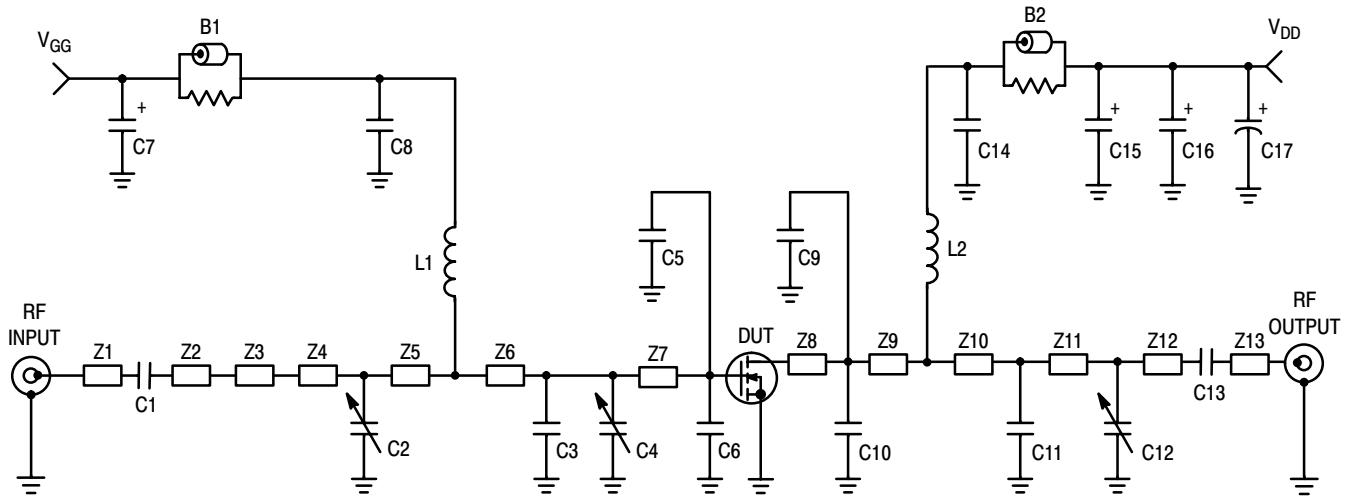 B1
B2
VGG
VDD
C7
C8
C14
C15
C16
C17
+
+
+
+
L1
C5
C9
L2
RF
INPUT
RF
OUTPUT
DUT
Z1
Z2
Z3
Z4
Z5
Z6
Z7
Z8
Z9
Z10
Z11
Z12
Z13
C1
C2
C3
C4
C6
C10
C11
C12
C13